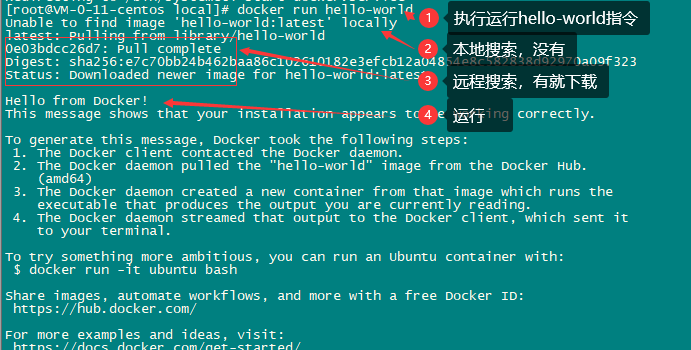 [root@VM-0-11-centos local]# docker run hello-world
1 执行运行hello-world指令
Unable to find image 'hello-world:latest' locally
2 本地搜索，没有
latest: Pulling from library/hello-world
0e03bdcc26d7: Pull complete
Digest: sha256:e7c70bb24b462baa86c102610182e3efcb12a04854e8c582838d92970a09f323
3 远程搜索，有就下载
Status: Downloaded newer image for hello-world:latest
Hello from Docker!
4 运行
This message shows that your installation appears to be correctly.
To generate this message, Docker took the following steps:
1. The Docker client contacted the Docker daemon.
2. The Docker daemon pulled the "hello-world" image from the Docker Hub.
(amd64)
3. The Docker daemon created a new container from that image which runs the
executable that produces the output you are currently reading.
4. The Docker daemon streamed that output to the Docker client, which sent it
to your terminal.
To try something more ambitious, you can run an Ubuntu container with:
$ docker run -it ubuntu bash
Share images, automate workflows, and more with a free Docker ID:
https://hub.docker.com/
For more examples and ideas, visit:
https://docs.docker.com/get-started/